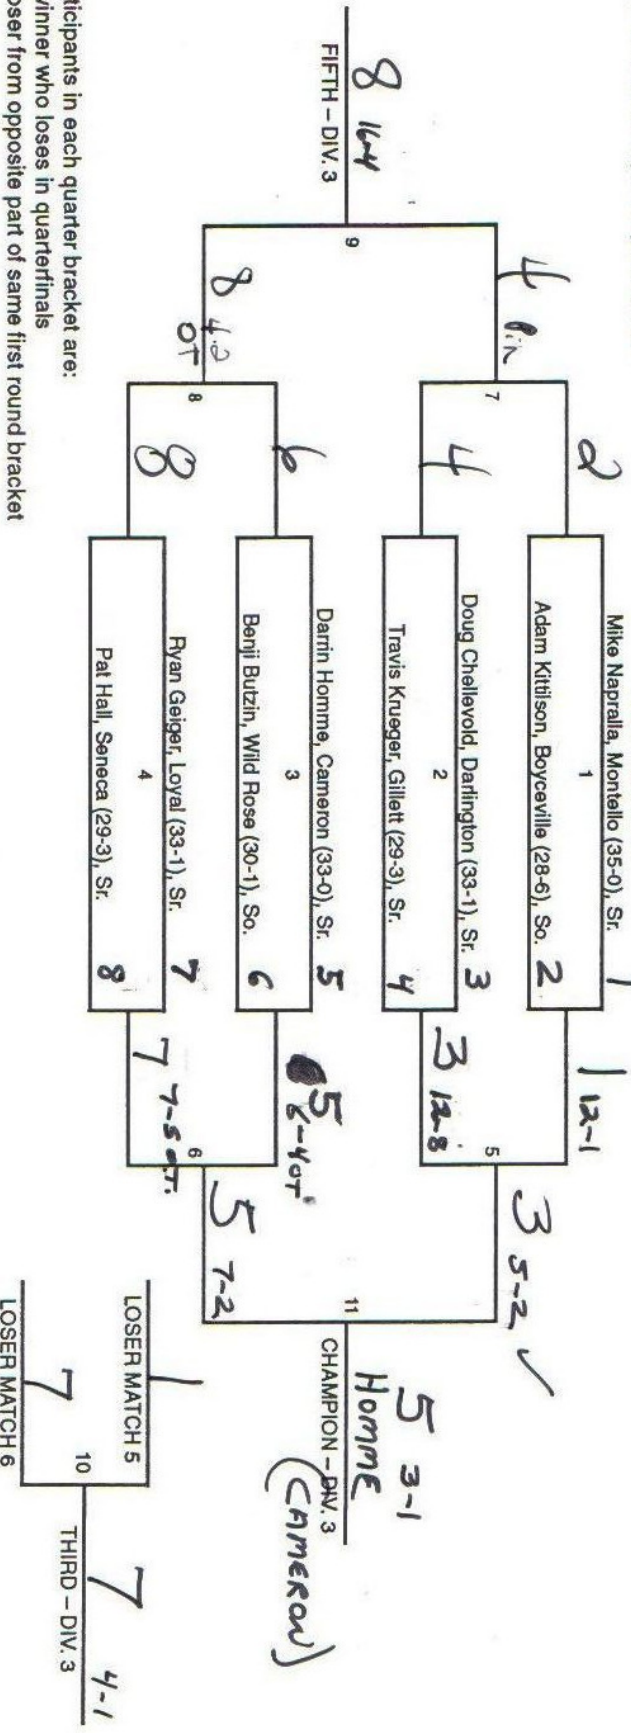 ticipants in each quarter bracket are:
winner who loses in quarterfinals
oser from opposite part of same first round bracket
8 16-4
FIFTH – DIV. 3
9
4 Pin
7
8 4-2
OT
8
2
4
6
8
Mike Napralla, Montello (35-0), Sr. 1
1
Adam Kittilson, Boyceville (28-6), So. 2
Doug Chellevold, Darlington (33-1), Sr. 3
2
Travis Krueger, Gillett (29-3), Sr. 4
Darrin Homme, Cameron (33-0), Sr. 5
3
Benji Butzin, Wild Rose (30-1), So. 6
Ryan Geiger, Loyal (33-1), Sr. 7
4
Pat Hall, Seneca (29-3), Sr. 8
1 12-1
3 12-8
5
5
6-4 OT
7 7-5 O.T.
6
3 5-2 ✓
5 7-2
11
5 3-1
HOMME
CHAMPION – DIV. 3
(CAMERON)
1
LOSER MATCH 5
7
LOSER MATCH 6
10
7 4-1
THIRD – DIV. 3